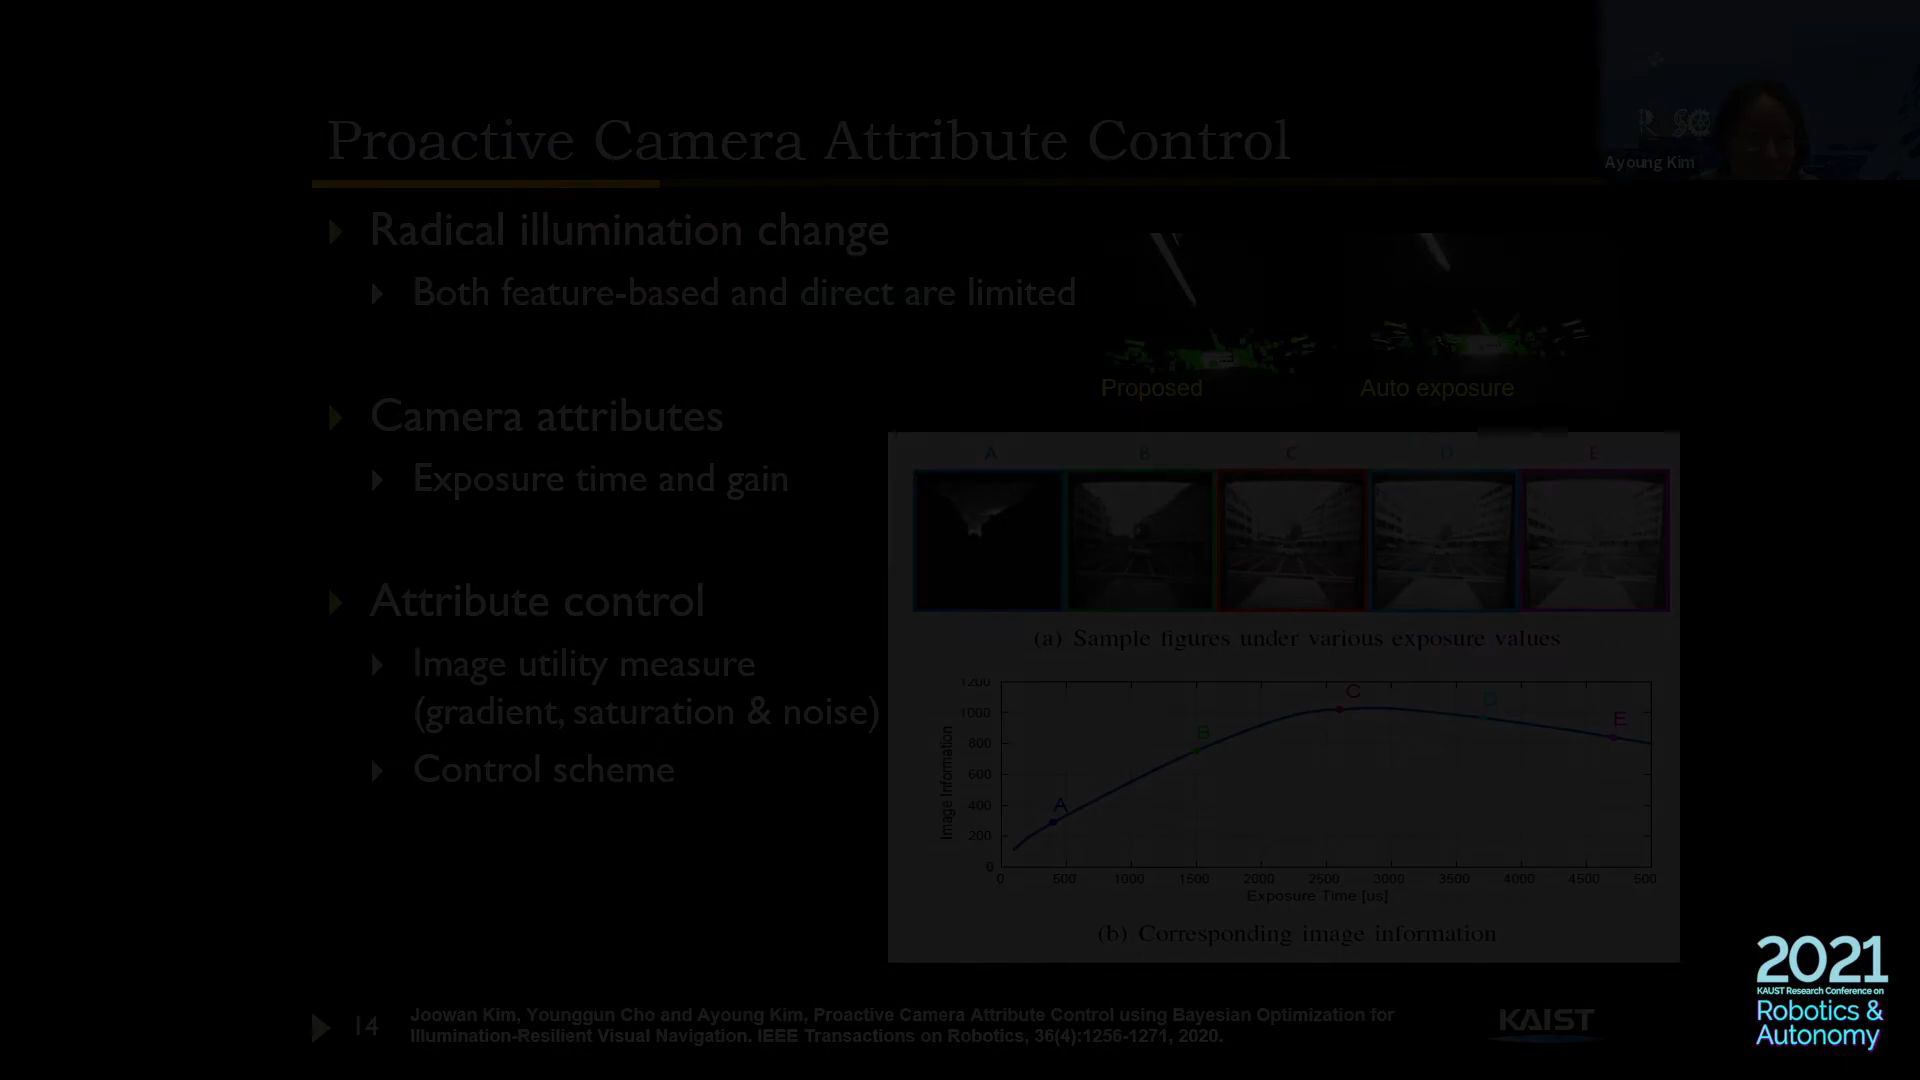 Proactive Camera Attribute Control
Ayoung Kim
Radical illumination change
Both feature-based and direct are limited
Proposed
Auto exposure
Camera attributes
Exposure time and gain
Attribute control
Image utility measure
(gradient, saturation & noise)
Control scheme
A B C D E
(a) Sample figures under various exposure values
Image Information
1200
1000
800
600
400
200
0
A
B
C
D
E
0 500 1000 1500 2000 2500 3000 3500 4000 4500 500
Exposure Time [us]
(b) Corresponding image information
14
Joowan Kim, Younggun Cho and Ayoung Kim, Proactive Camera Attribute Control using Bayesian Optimization for
Illumination-Resilient Visual Navigation. IEEE Transactions on Robotics, 36(4):1256-1271, 2020.
KAIST
2021
KAUST Research Conference on
Robotics &
Autonomy